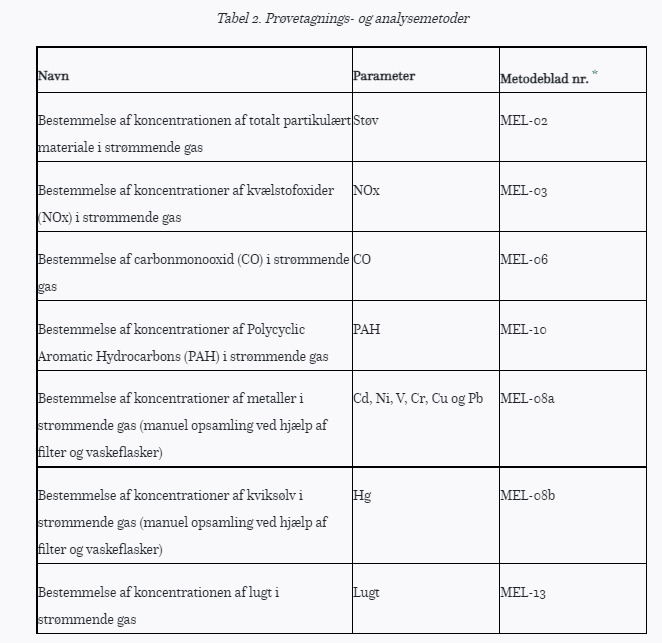 Tabel 2. Prøvetagnings- og analysemetoder
Navn Parameter Metodeblad nr. *
Bestemmelse af koncentrationen af totalt partikulært Støv MEL-02
materiale i strømmende gas
Bestemmelse af koncentrationer af kvælstofoxider NOx MEL-03
(NOx) i strømmende gas
Bestemmelse af carbonmonooxid (CO) i strømmende CO MEL-06
gas
Bestemmelse af koncentrationer af Polycyclic PAH MEL-10
Aromatic Hydrocarbons (PAH) i strømmende gas
Bestemmelse af koncentrationer af metaller i Cd, Ni, V, Cr, Cu og Pb MEL-08a
strømmende gas (manuel opsamling ved hjælp af
filter og vaskeflasker)
Bestemmelse af koncentrationer af kviksølv i Hg MEL-08b
strømmende gas (manuel opsamling ved hjælp af
filter og vaskeflasker)
Bestemmelse af koncentrationen af lugt i Lugt MEL-13
strømmende gas